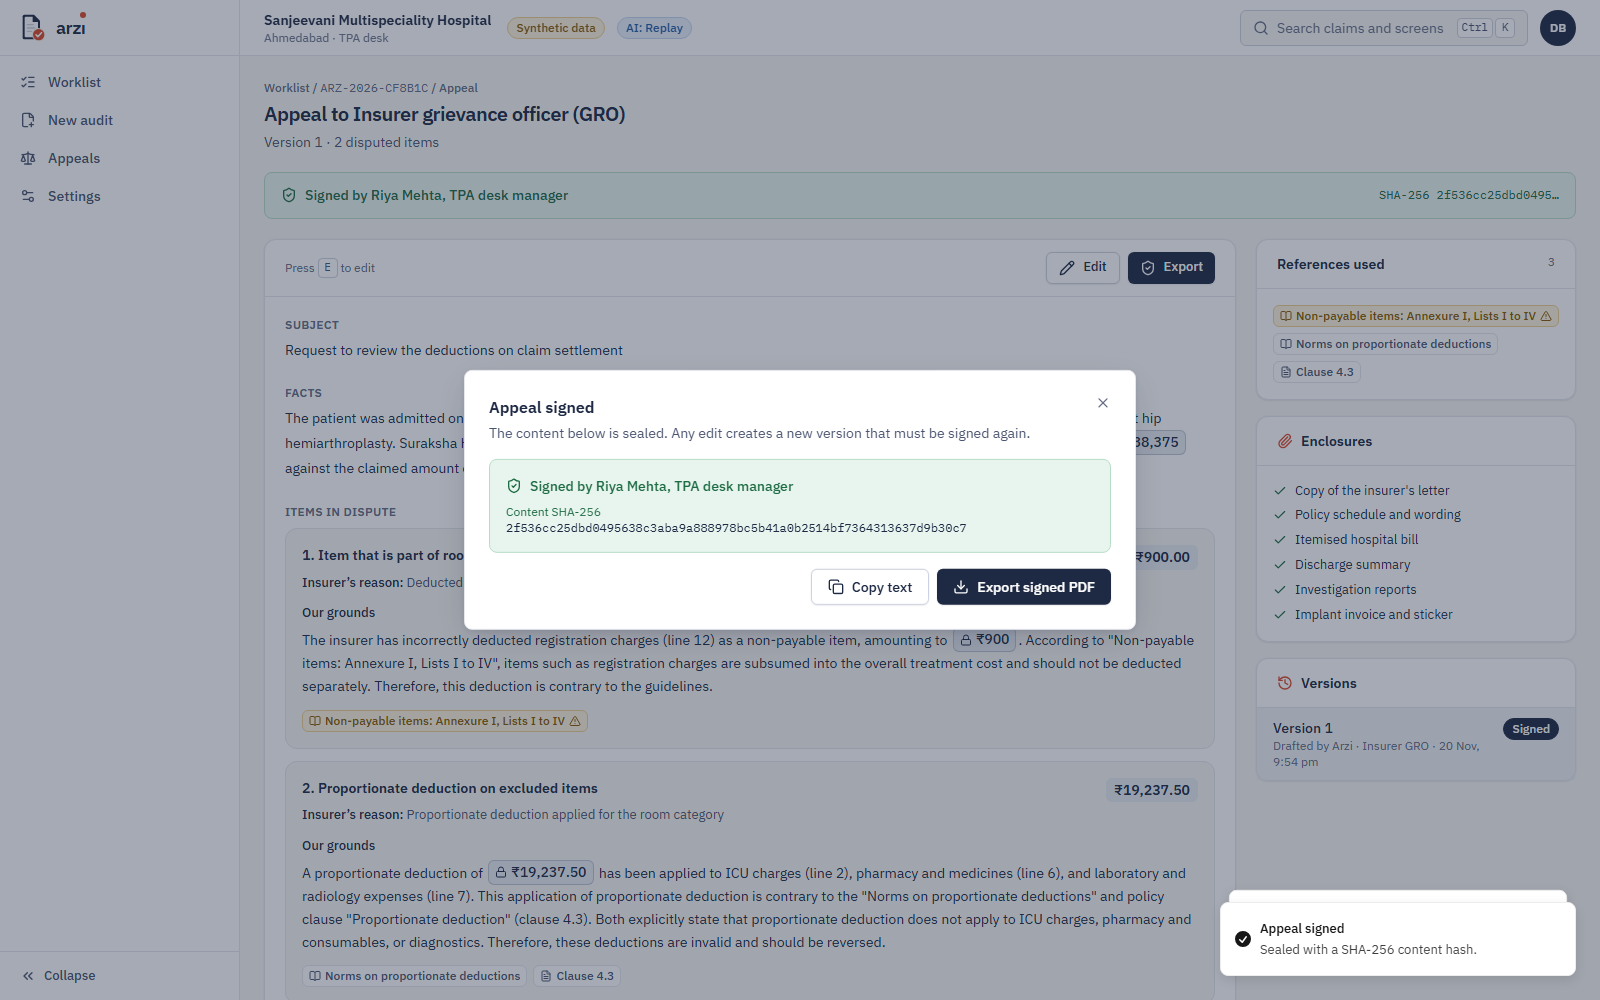 arzi
Sanjeevani Multispeciality Hospital
Ahmedabad · TPA desk
Synthetic data
AI: Replay
Search claims and screens
Ctrl K
DB
Worklist
New audit
Appeals
Settings
Collapse
Worklist / ARZ-2026-CF8B1C / Appeal
Appeal to Insurer grievance officer (GRO)
Version 1 · 2 disputed items
Signed by Riya Mehta, TPA desk manager
SHA-256 2f536cc25dbd0495…
Press E to edit
Edit
Export
SUBJECT
Request to review the deductions on claim settlement
FACTS
The patient was admitted on
hip
hemiarthroplasty. Suraksha
38,375
against the claimed amount
ITEMS IN DISPUTE
1. Item that is part of roo
₹900.00
Insurer's reason: Deducted
Our grounds
The insurer has incorrectly deducted registration charges (line 12) as a non-payable item, amounting to ₹900 . According to "Non-payable
items: Annexure I, Lists I to IV", items such as registration charges are subsumed into the overall treatment cost and should not be deducted
separately. Therefore, this deduction is contrary to the guidelines.
Non-payable items: Annexure I, Lists I to IV
2. Proportionate deduction on excluded items
₹19,237.50
Insurer's reason: Proportionate deduction applied for the room category
Our grounds
A proportionate deduction of ₹19,237.50 has been applied to ICU charges (line 2), pharmacy and medicines (line 6), and laboratory and
radiology expenses (line 7). This application of proportionate deduction is contrary to the "Norms on proportionate deductions" and policy
clause "Proportionate deduction" (clause 4.3). Both explicitly state that proportionate deduction does not apply to ICU charges, pharmacy and
consumables, or diagnostics. Therefore, these deductions are invalid and should be reversed.
Norms on proportionate deductions
Clause 4.3
Appeal signed
The content below is sealed. Any edit creates a new version that must be signed again.
Signed by Riya Mehta, TPA desk manager
Content SHA-256
2f536cc25dbd0495638c3aba9a888978bc5b41a0b2514bf7364313637d9b30c7
Copy text
Export signed PDF
References used
3
Non-payable items: Annexure I, Lists I to IV
Norms on proportionate deductions
Clause 4.3
Enclosures
Copy of the insurer's letter
Policy schedule and wording
Itemised hospital bill
Discharge summary
Investigation reports
Implant invoice and sticker
Versions
Version 1
Signed
Drafted by Arzi · Insurer GRO · 20 Nov,
9:54 pm
Appeal signed
Sealed with a SHA-256 content hash.